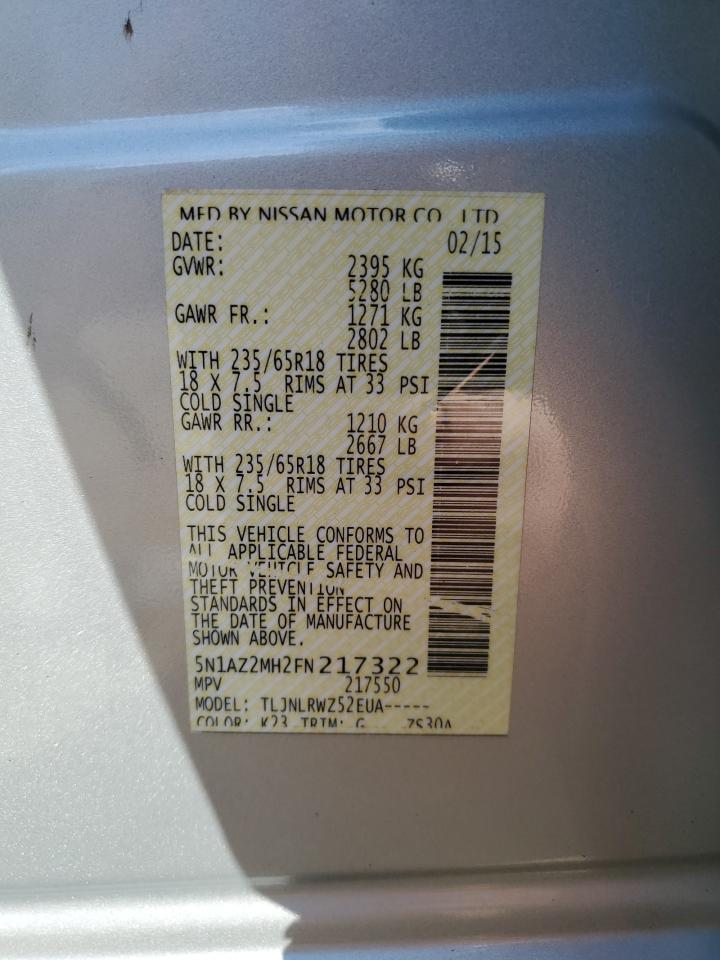 MFD BY NISSAN MOTOR CO., LTD
DATE: 02/15
GVWR: 2395 KG
5280 LB
GAWR FR.: 1271 KG
2802 LB
WITH 235/65R18 TIRES
18 X 7.5 RIMS AT 33 PSI
COLD SINGLE
GAWR RR.: 1210 KG
2667 LB
WITH 235/65R18 TIRES
18 X 7.5 RIMS AT 33 PSI
COLD SINGLE
THIS VEHICLE CONFORMS TO
ALL APPLICABLE FEDERAL
MOTOR VEHICLE SAFETY AND
THEFT PREVENTION
STANDARDS IN EFFECT ON
THE DATE OF MANUFACTURE
SHOWN ABOVE.
5N1AZ2MH2FN217322
MPV 217550
MODEL: TLJNLRWZ52EUA-----
COLOR: K23 TRIM: G ZS30A